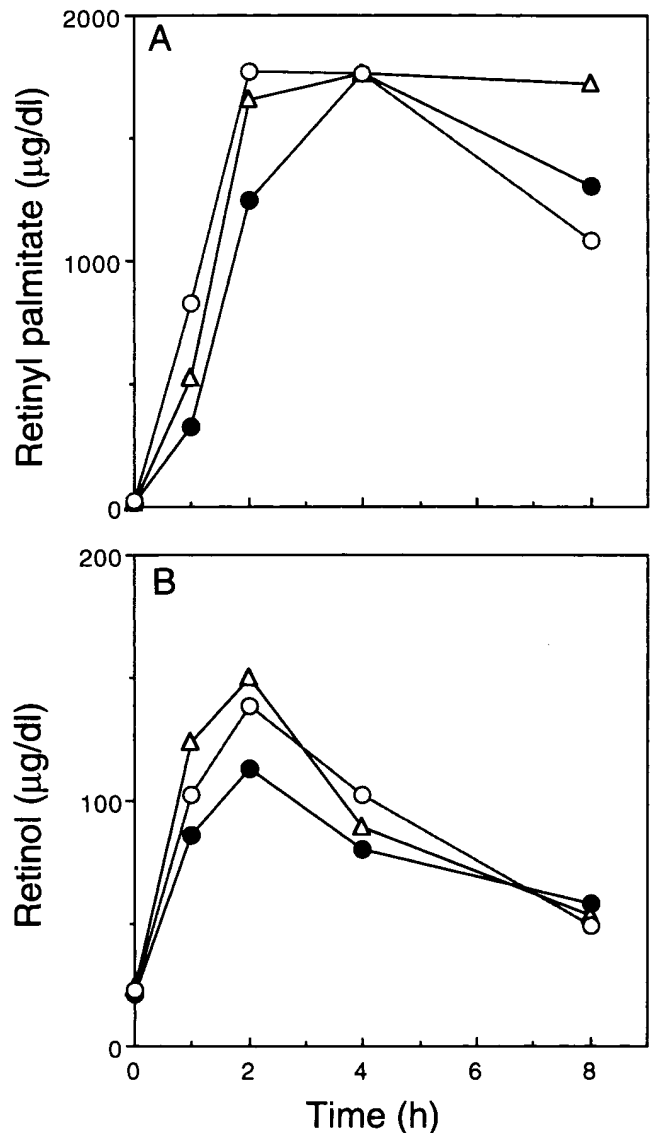 A
2000
1000
0
Retinyl palmitate (µg/dl)
B
200
100
0
Retinol (µg/dl)
0 2 4 6 8
Time (h)